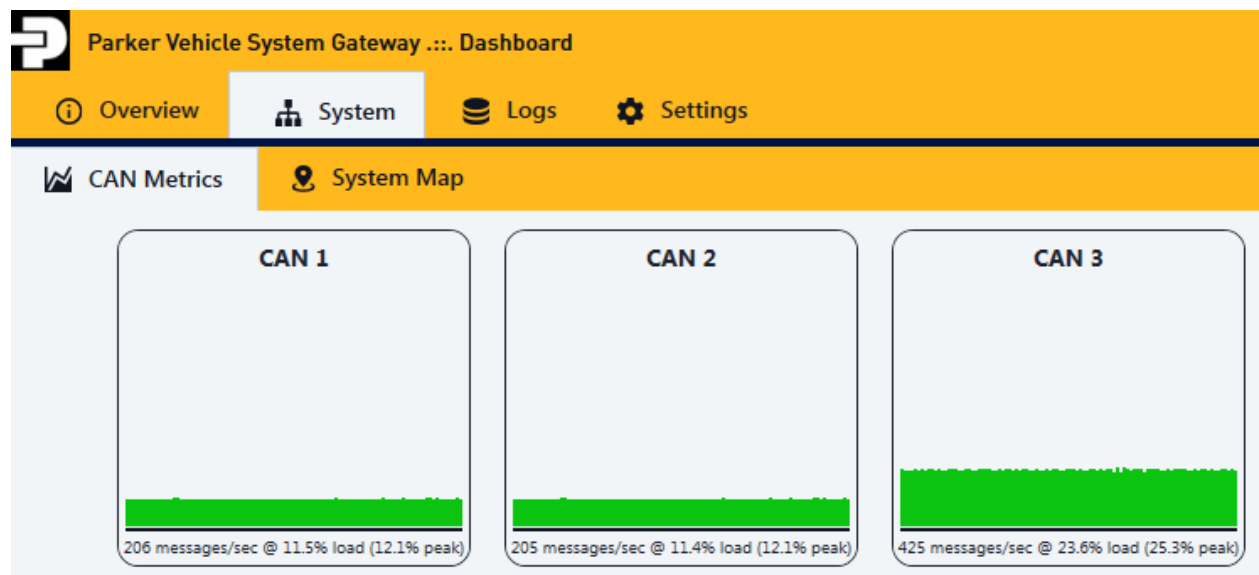 Parker Vehicle System Gateway .::. Dashboard
Overview System Logs Settings
CAN Metrics System Map
CAN 1
206 messages/sec @ 11.5% load (12.1% peak)
CAN 2
205 messages/sec @ 11.4% load (12.1% peak)
CAN 3
425 messages/sec @ 23.6% load (25.3% peak)